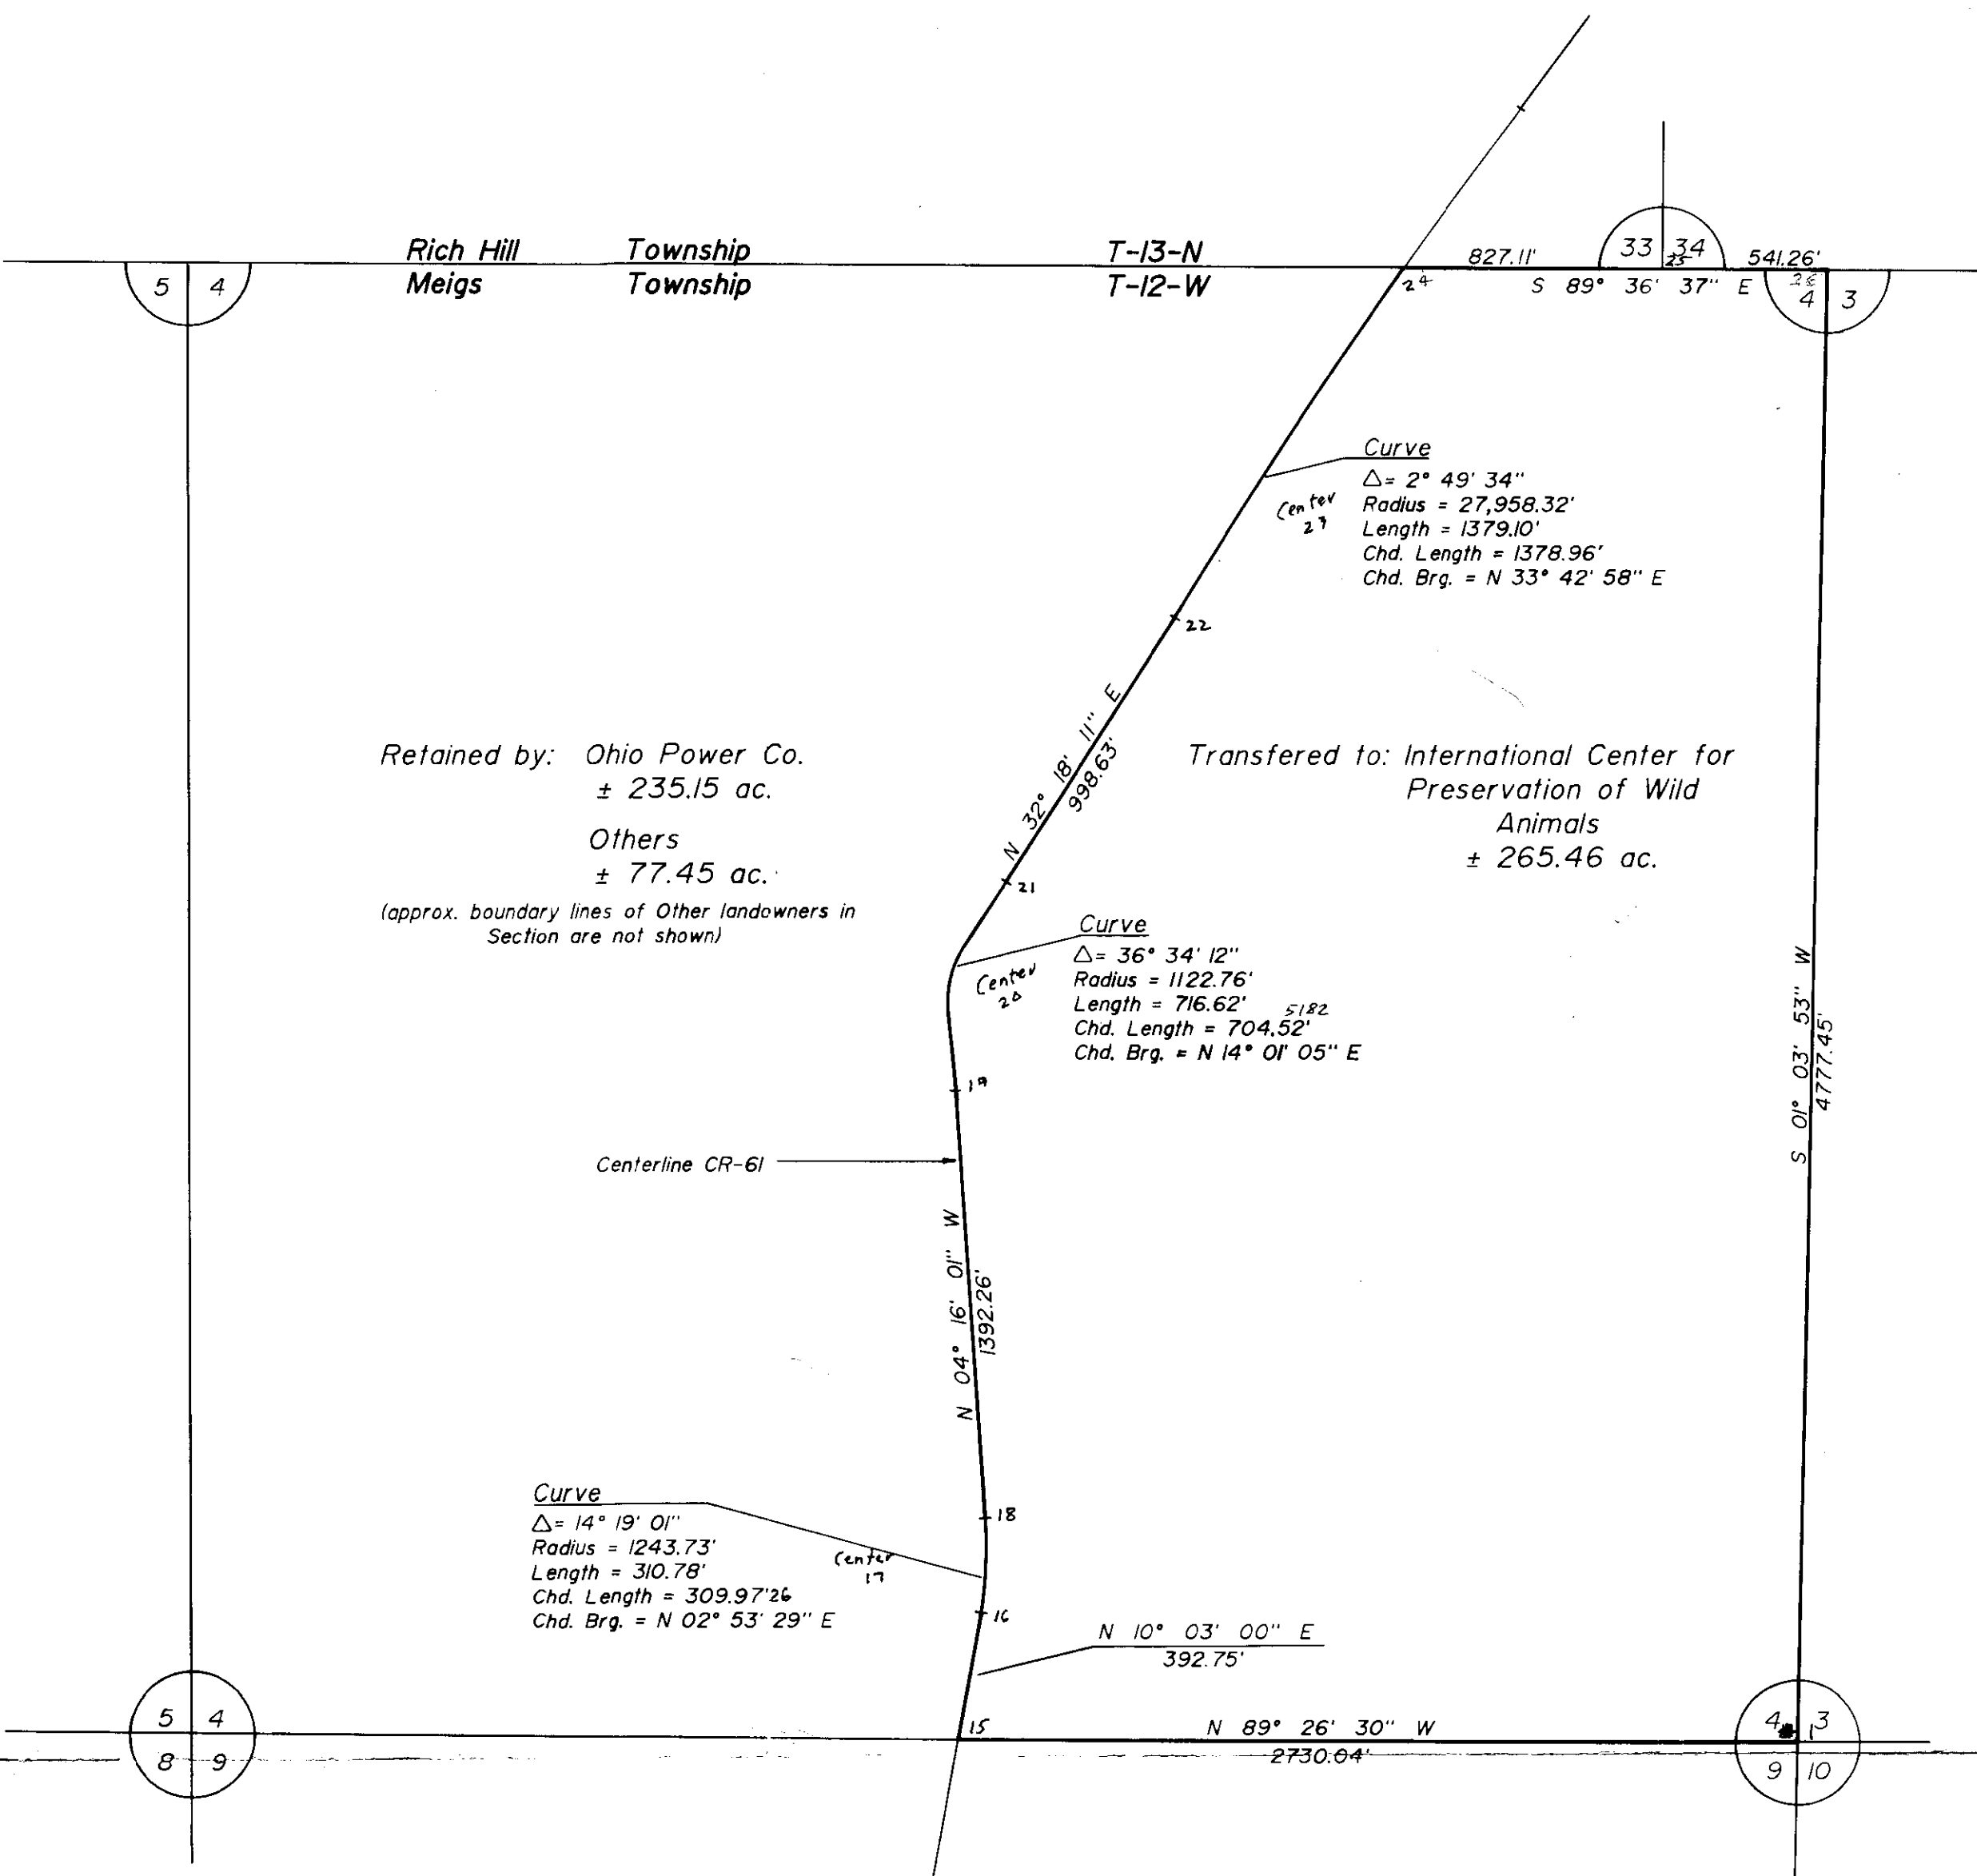 Rich Hill Township T-13-N
Meigs Township T-12-W
5 4
827.11'
33 34
25
541.26'
24
S 89° 36' 37" E
4 3
Curve
Δ= 2° 49' 34"
Radius = 27,958.32'
Length = 1379.10'
Chd. Length = 1378.96'
Chd. Brg. = N 33° 42' 58" E
Center
23
22
N 32° 18' 11" E
998.63'
Retained by: Ohio Power Co.
± 235.15 ac.
Others
± 77.45 ac.
(approx. boundary lines of Other landowners in
Section are not shown)
Transfered to: International Center for
Preservation of Wild
Animals
± 265.46 ac.
21
Curve
Δ= 36° 34' 12"
Radius = 1122.76'
Length = 716.62' 5182
Chd. Length = 704.52'
Chd. Brg. = N 14° 01' 05" E
Center
20
19
S 01° 03' 53" W
4777.45'
Centerline CR-61
N 04° 16' 01" W
1392.26'
18
Curve
Δ= 14° 19' 01"
Radius = 1243.73'
Length = 310.78'
Chd. Length = 309.97'26
Chd. Brg. = N 02° 53' 29" E
Center
17
16
N 10° 03' 00" E
392.75'
15
N 89° 26' 30" W
2730.04'
5 4
8 9
4 3
1
9 10